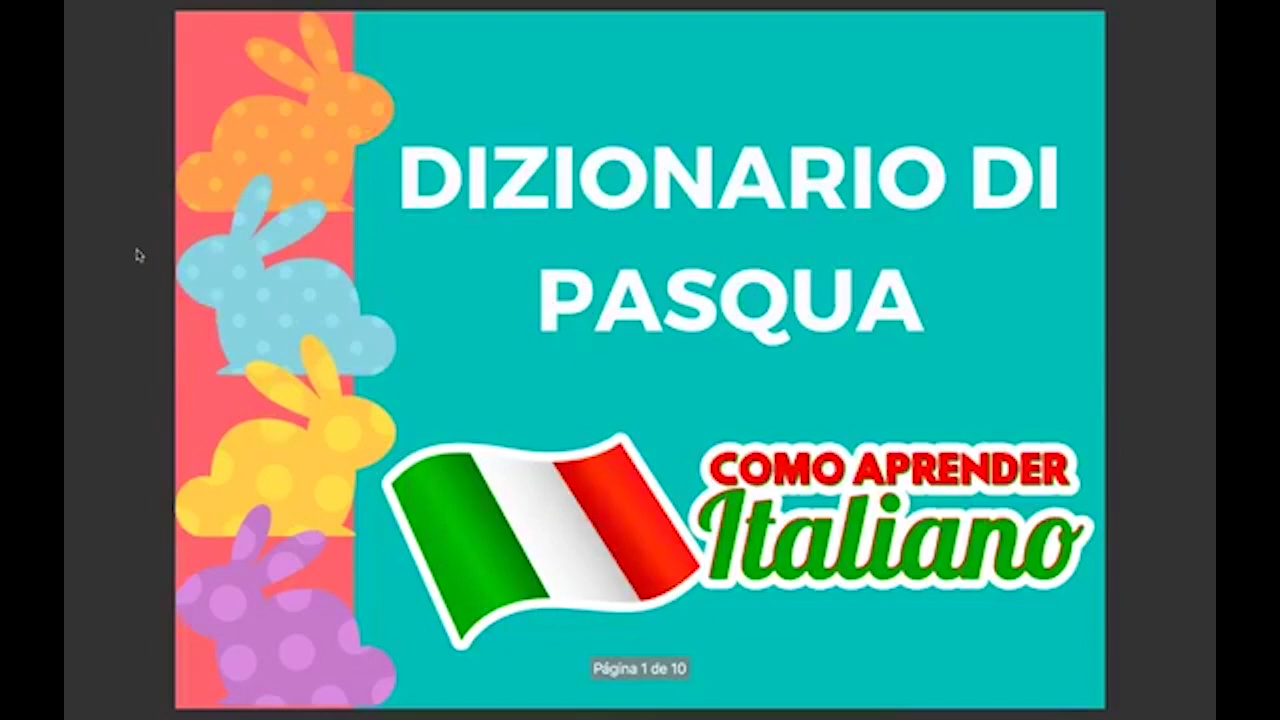 DIZIONARIO DI
PASQUA
COMO APRENDER
Italiano
Página 1 de 10